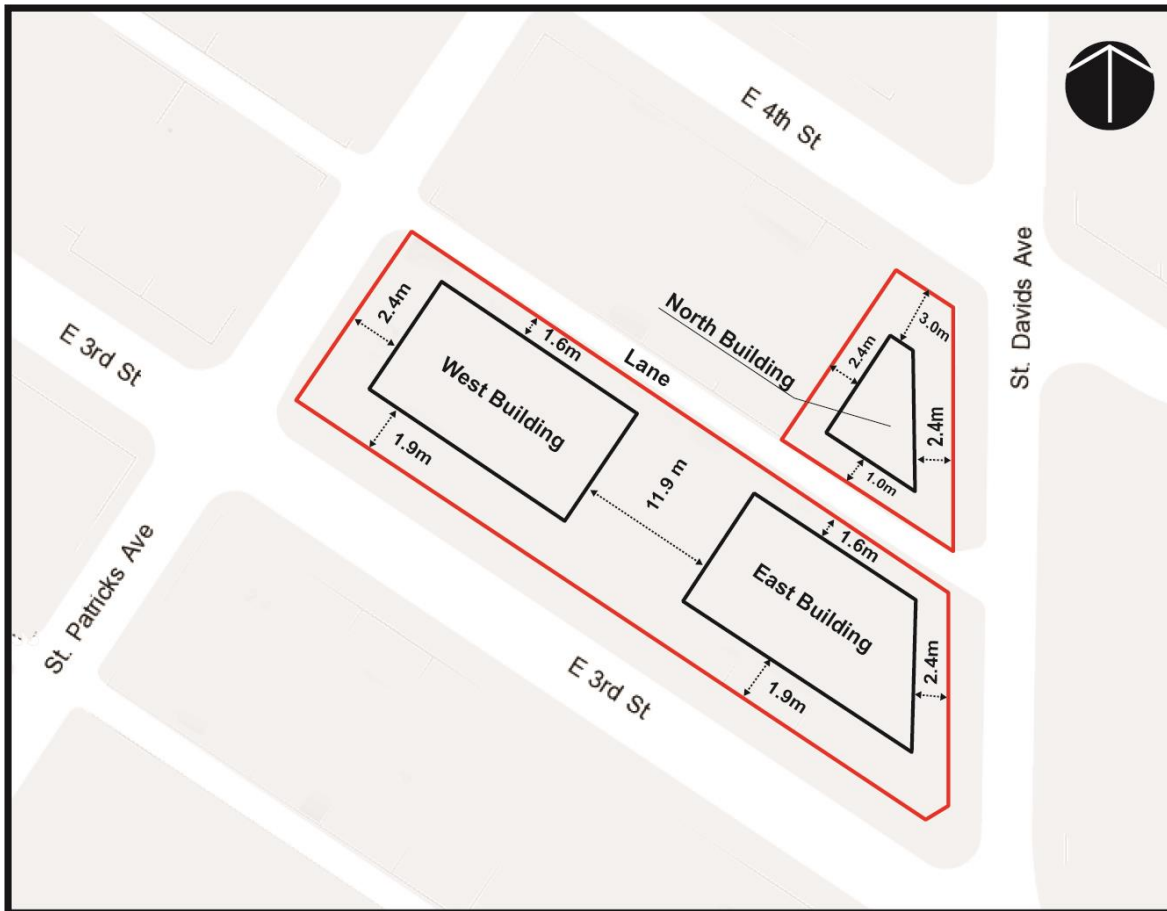 E 4th St
St. Davids Ave
North Building
3.0m
2.4m
2.4m
1.0m
Lane
2.4m
1.6m
West Building
1.9m
E 3rd St
11.9 m
1.6m
East Building
2.4m
1.9m
E 3rd St
St. Patricks Ave